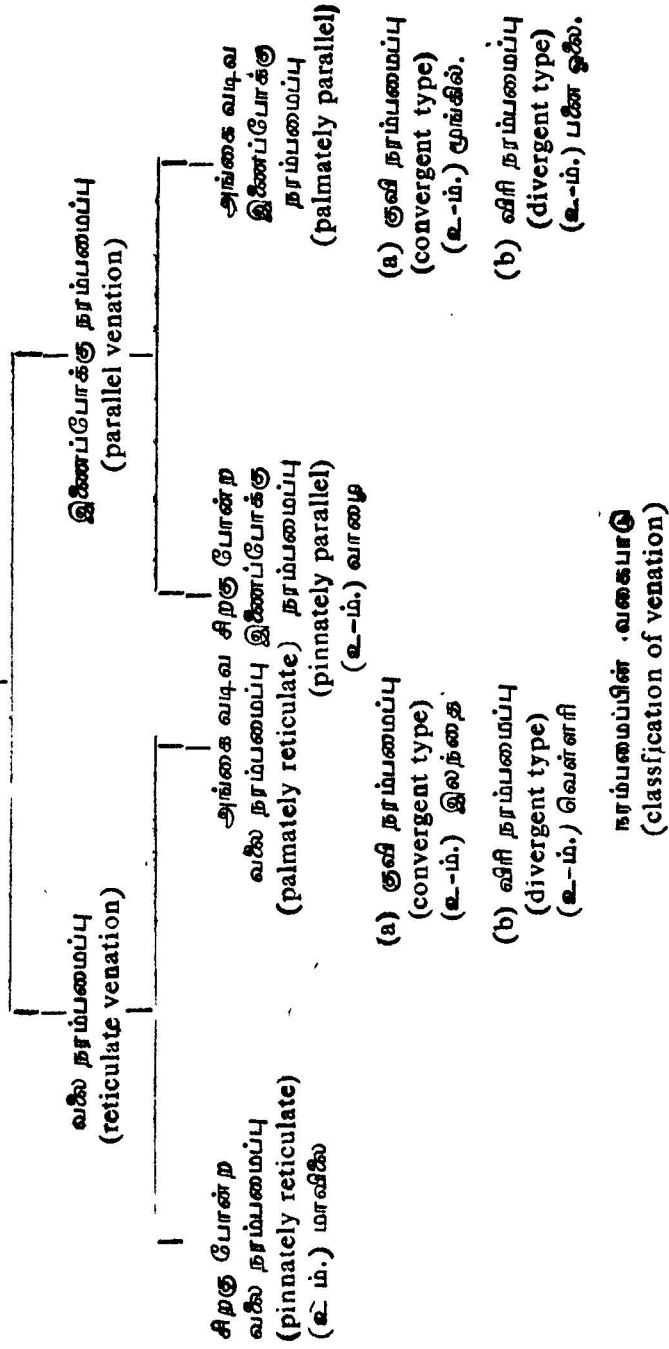 வலை நரம்பமைப்பு
(reticulate venation)
இணைப்போக்கு நரம்பமைப்பு
(parallel venation)
சிறகு போன்ற
வலை நரம்பமைப்பு
(pinnately reticulate)
(உ ம்.) மாவிலை
அங்கை வடிவ
வலை நரம்பமைப்பு
(palmately reticulate)
(a) குவி நரம்பமைப்பு
(convergent type)
(உ-ம்.) இலந்தை
(b) விரி நரம்பமைப்பு
(divergent type)
(உ-ம்.) வெள்ளரி
சிறகு போன்ற
இணைப்போக்கு
நரம்பமைப்பு
(pinnately parallel)
(உ-ம்.) வாழை
அங்கை வடிவ
இணைப்போக்கு
நரம்பமைப்பு
(palmately parallel)
(a) குவி நரம்பமைப்பு
(convergent type)
(உ-ம்.) மூங்கில்.
(b) விரி நரம்பமைப்பு
(divergent type)
(உ-ம்.) பனை ஓலை.
நரம்பமைப்பின் வகைபாடு
(classfication of venation)